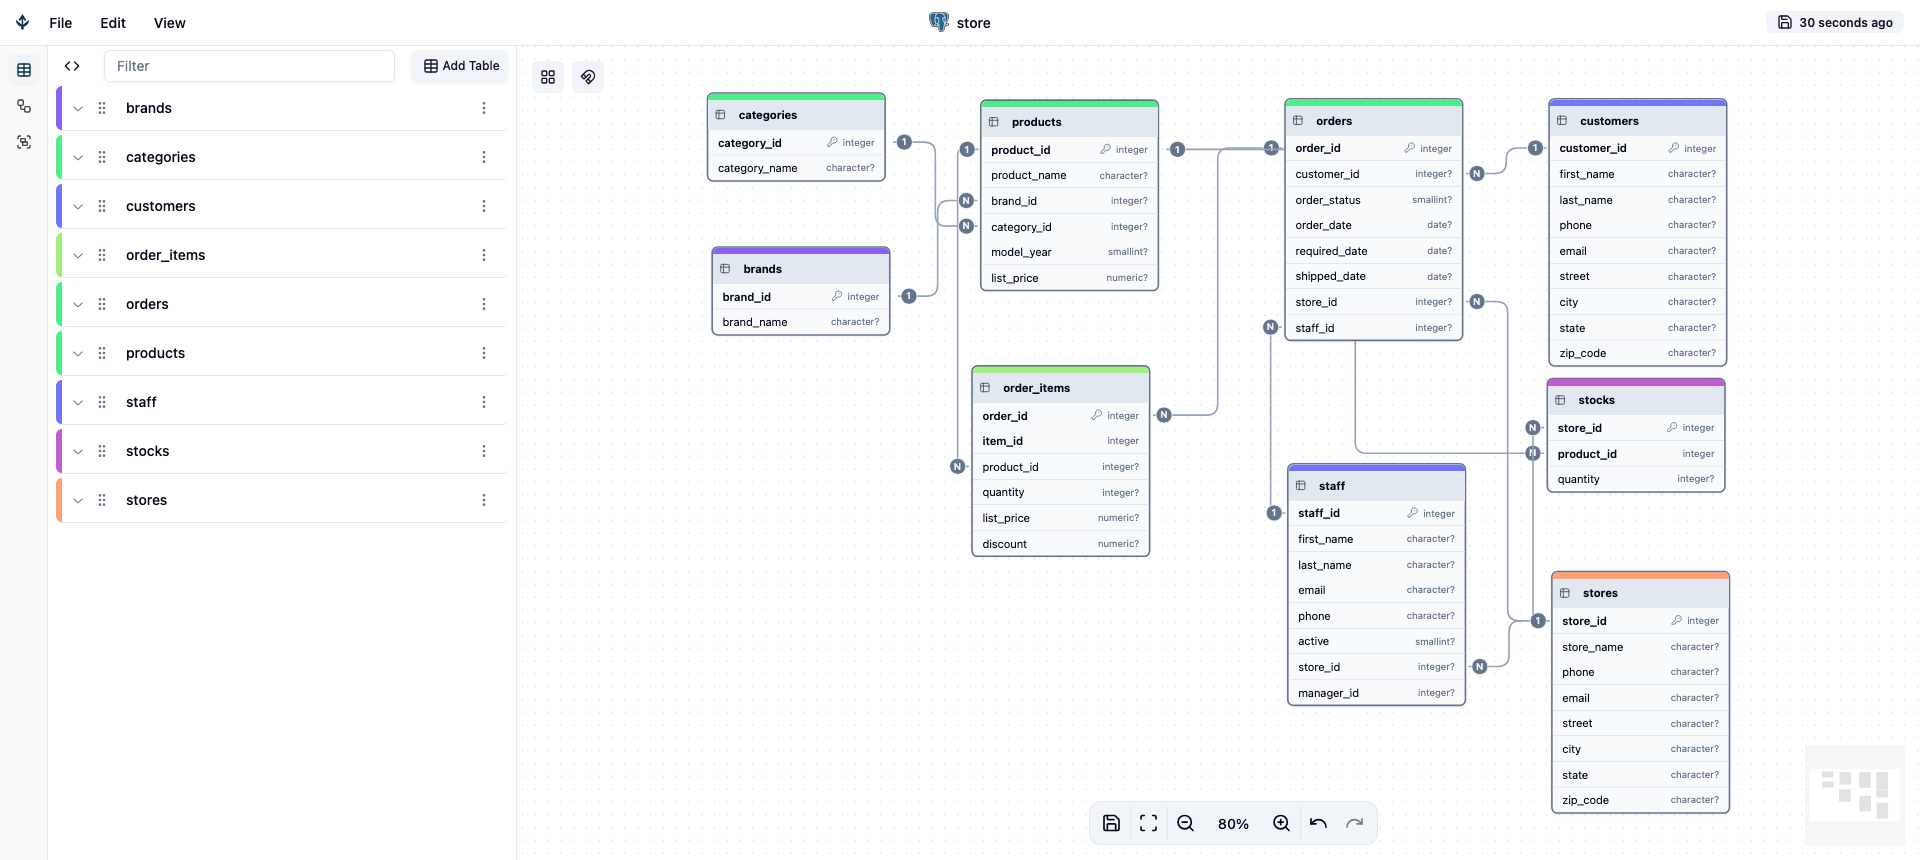 File
Edit
View
store
30 seconds ago
Filter
Add Table
brands
categories
customers
order_items
orders
products
staff
stocks
stores
categories
category_id integer
category_name character?
brands
brand_id integer
brand_name character?
products
product_id integer
product_name character?
brand_id integer?
category_id integer?
model_year smallint?
list_price numeric?
order_items
order_id integer
item_id integer
product_id integer?
quantity integer?
list_price numeric?
discount numeric?
orders
order_id integer
customer_id integer?
order_status smallint?
order_date date?
required_date date?
shipped_date date?
store_id integer?
staff_id integer?
staff
staff_id integer
first_name character?
last_name character?
email character?
phone character?
active smallint?
store_id integer?
manager_id integer?
customers
customer_id integer
first_name character?
last_name character?
phone character?
email character?
street character?
city character?
state character?
zip_code character?
stocks
store_id integer
product_id integer
quantity integer?
stores
store_id integer
store_name character?
phone character?
email character?
street character?
city character?
state character?
zip_code character?
1
1
1
N
N
N
1
1
N
N
1
N
N
1
N
N
N
1
N
80%